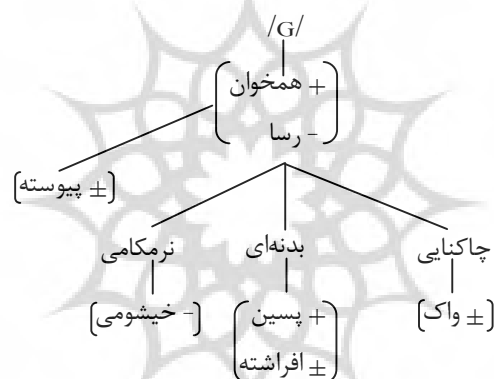 /G/
+ همخوان
- رسا
[± پیوسته]
چاکنایی بدنه‌ای نرمکامی
[± واک] + پسین [- خیشومی]
± افراشته